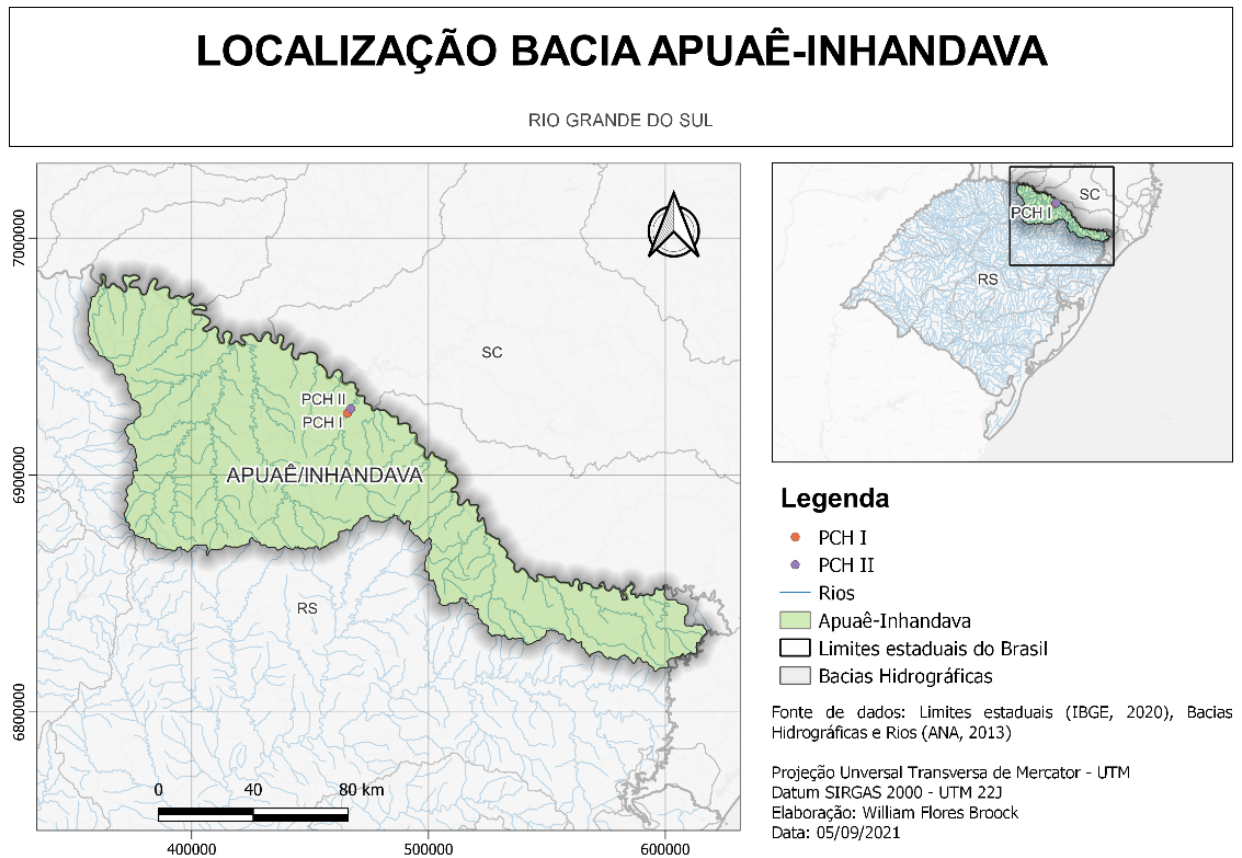 LOCALIZAÇÃO BACIA APUAÊ-INHANDAVA
RIO GRANDE DO SUL
7000000
6900000
6800000
SC
PCH II
PCH I
APUAÊ/INHANDAVA
RS
0 40 80 km
400000 500000 600000
SC
PCH I
RS
Legenda
PCH I
PCH II
Rios
Apuaê-Inhandava
Limites estaduais do Brasil
Bacias Hidrográficas
Fonte de dados: Limites estaduais (IBGE, 2020), Bacias
Hidrográficas e Rios (ANA, 2013)
Projeção Unversal Transversa de Mercator - UTM
Datum SIRGAS 2000 - UTM 22J
Elaboração: William Flores Broock
Data: 05/09/2021